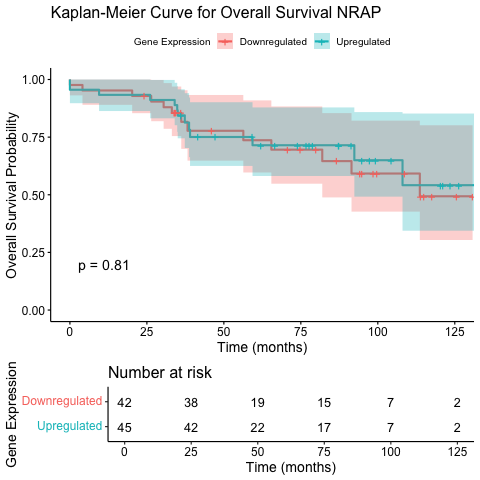 Kaplan-Meier Curve for Overall Survival NRAP
Gene Expression Downregulated Upregulated
Overall Survival Probability
1.00
0.75
0.50
0.25
0.00
p = 0.81
0 25 50 75 100 125
Time (months)
Number at risk
Gene Expression
Downregulated 42 38 19 15 7 2
Upregulated 45 42 22 17 7 2
0 25 50 75 100 125
Time (months)